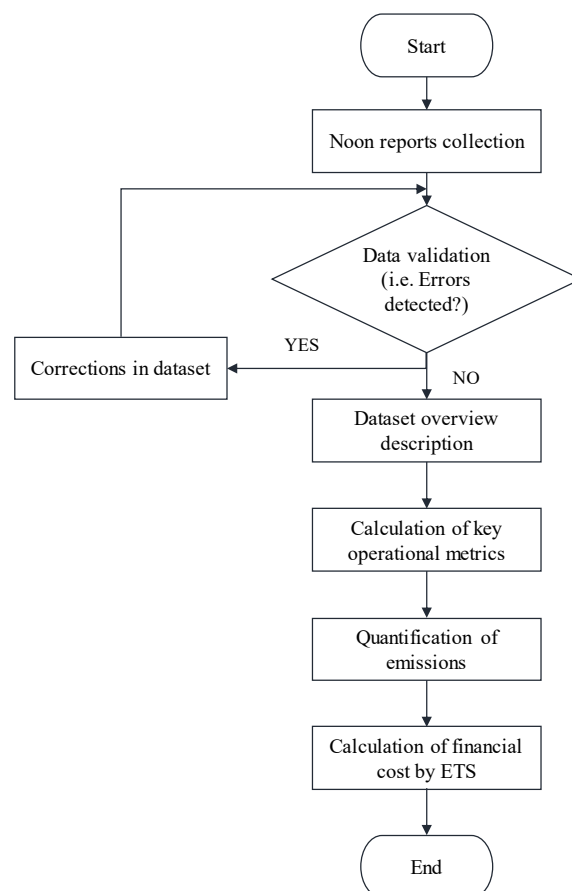 Start
Noon reports collection
Data validation
(i.e. Errors
detected?)
YES
Corrections in dataset
NO
Dataset overview
description
Calculation of key
operational metrics
Quantification of
emissions
Calculation of financial
cost by ETS
End